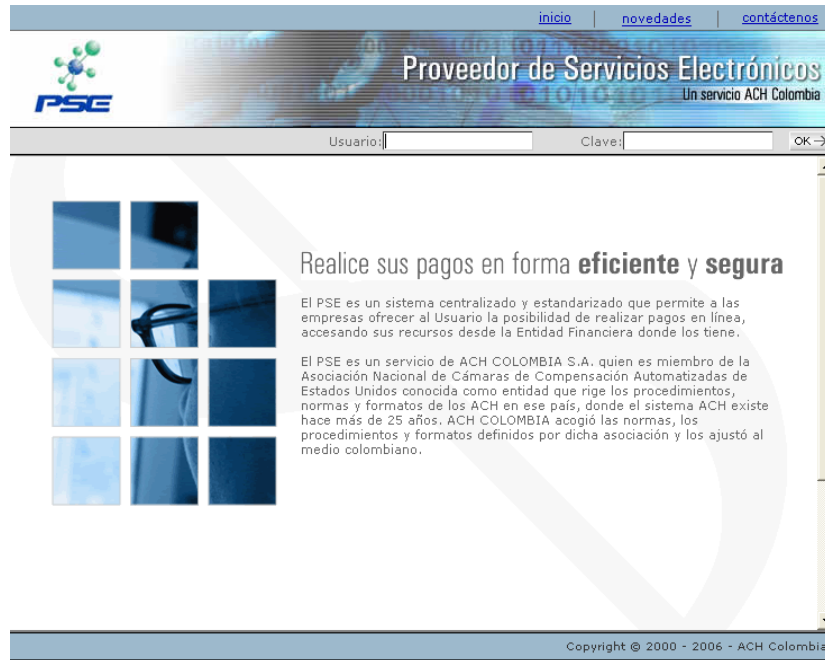 inicio | novedades | contáctenos
PSE
Proveedor de Servicios Electrónicos
Un servicio ACH Colombia
Usuario: Clave: OK
Realice sus pagos en forma eficiente y segura
El PSE es un sistema centralizado y estandarizado que permite a las
empresas ofrecer al Usuario la posibilidad de realizar pagos en línea,
accesando sus recursos desde la Entidad Financiera donde los tiene.
El PSE es un servicio de ACH COLOMBIA S.A. quien es miembro de la
Asociación Nacional de Cámaras de Compensación Automatizadas de
Estados Unidos conocida como entidad que rige los procedimientos,
normas y formatos de los ACH en ese país, donde el sistema ACH existe
hace más de 25 años. ACH COLOMBIA acogió las normas, los
procedimientos y formatos definidos por dicha asociación y los ajustó al
medio colombiano.
Copyright © 2000 - 2006 - ACH Colombia